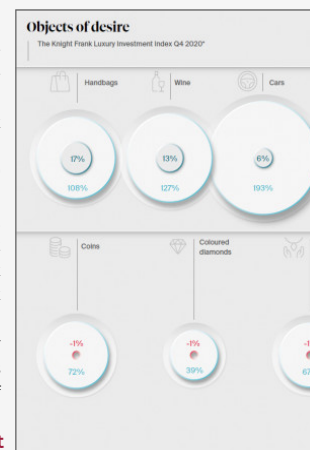 Objects of desire
The Knight Frank Luxury Investment Index Q4 2020*
Handbags
Wine
Cars
17%
13%
6%
108%
127%
193%
Coins
Coloured
diamonds
-1%
-1%
72%
39%